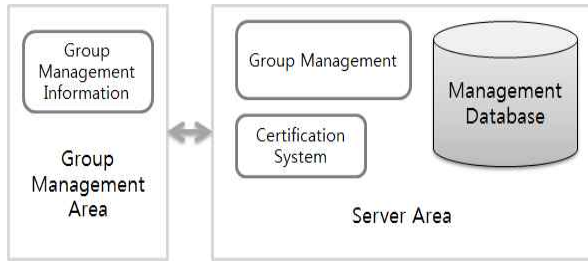 Group
Management
Information
Group
Management
Area
Group Management
Certification
System
Management
Database
Server Area